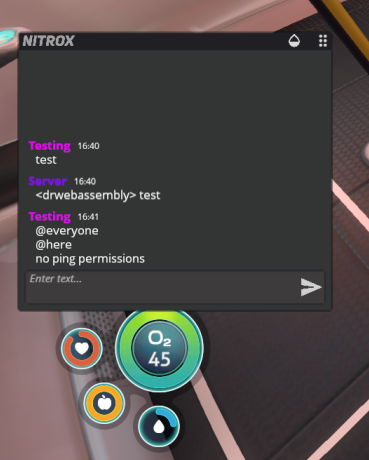 NITROX
Testing 16:40
test
Server 16:40
<drwebassembly> test
Testing 16:41
@everyone
@here
no ping permissions
Enter text...
O₂
45